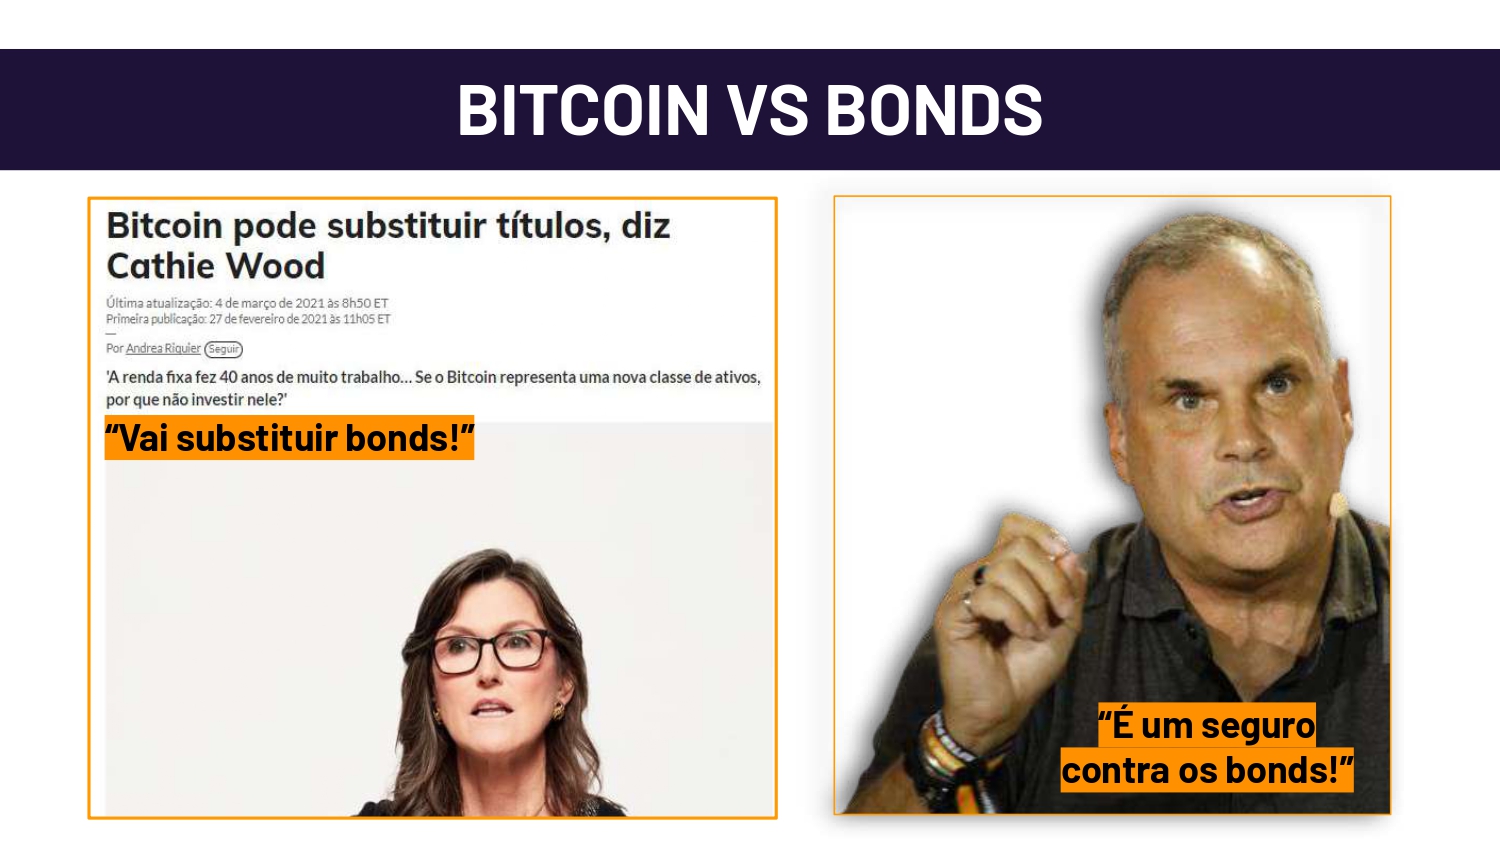 BITCOIN VS BONDS
Bitcoin pode substituir títulos, diz
Cathie Wood
Última atualização: 4 de março de 2021 às 8h50 ET
Primeira publicação: 27 de fevereiro de 2021 às 11h05 ET
Por Andrea Riquier Seguir
'A renda fixa fez 40 anos de muito trabalho... Se o Bitcoin representa uma nova classe de ativos,
por que não investir nele?'
“Vai substituir bonds!”
“É um seguro
contra os bonds!”